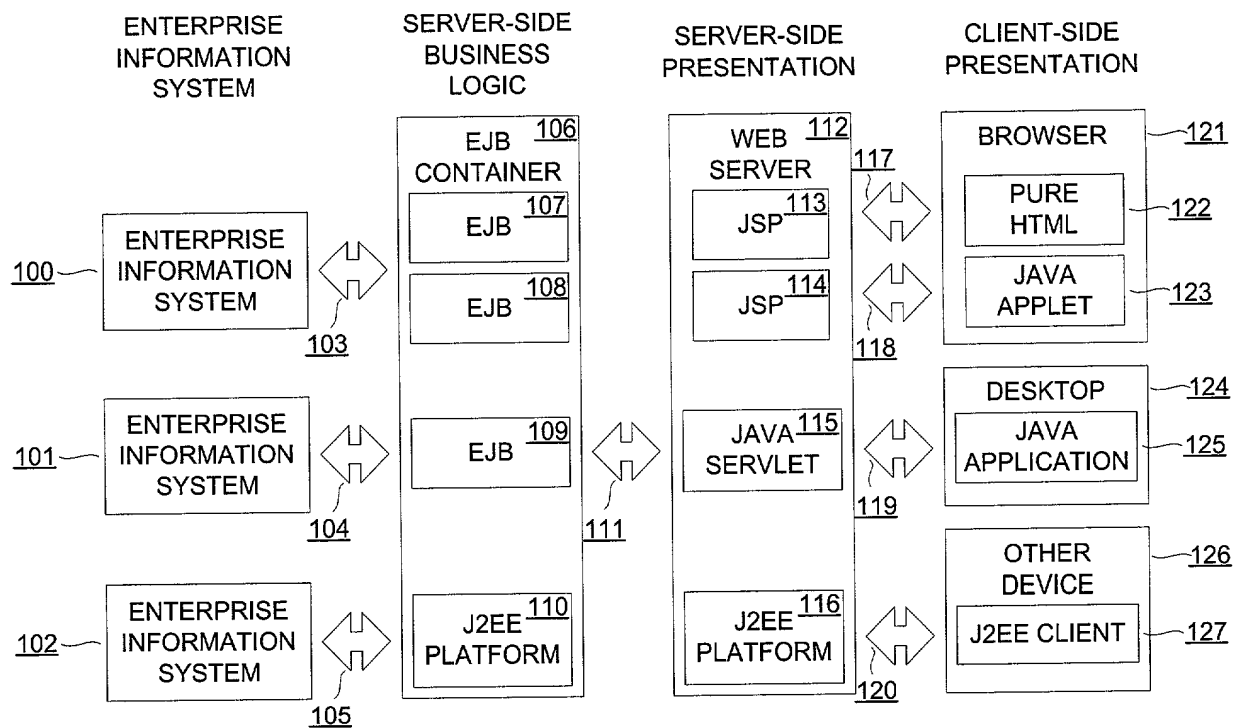 ENTERPRISE
INFORMATION
SYSTEM
SERVER-SIDE
BUSINESS
LOGIC
SERVER-SIDE
PRESENTATION
CLIENT-SIDE
PRESENTATION
100
ENTERPRISE
INFORMATION
SYSTEM
103
101
ENTERPRISE
INFORMATION
SYSTEM
104
102
ENTERPRISE
INFORMATION
SYSTEM
105
106
EJB
CONTAINER
107
EJB
108
EJB
109
EJB
110
J2EE
PLATFORM
111
112
WEB
SERVER
113
JSP
114
JSP
115
JAVA
SERVLET
116
J2EE
PLATFORM
117
118
119
120
BROWSER
121
PURE
HTML
122
JAVA
APPLET
123
DESKTOP
124
JAVA
APPLICATION
125
OTHER
DEVICE
126
J2EE CLIENT
127